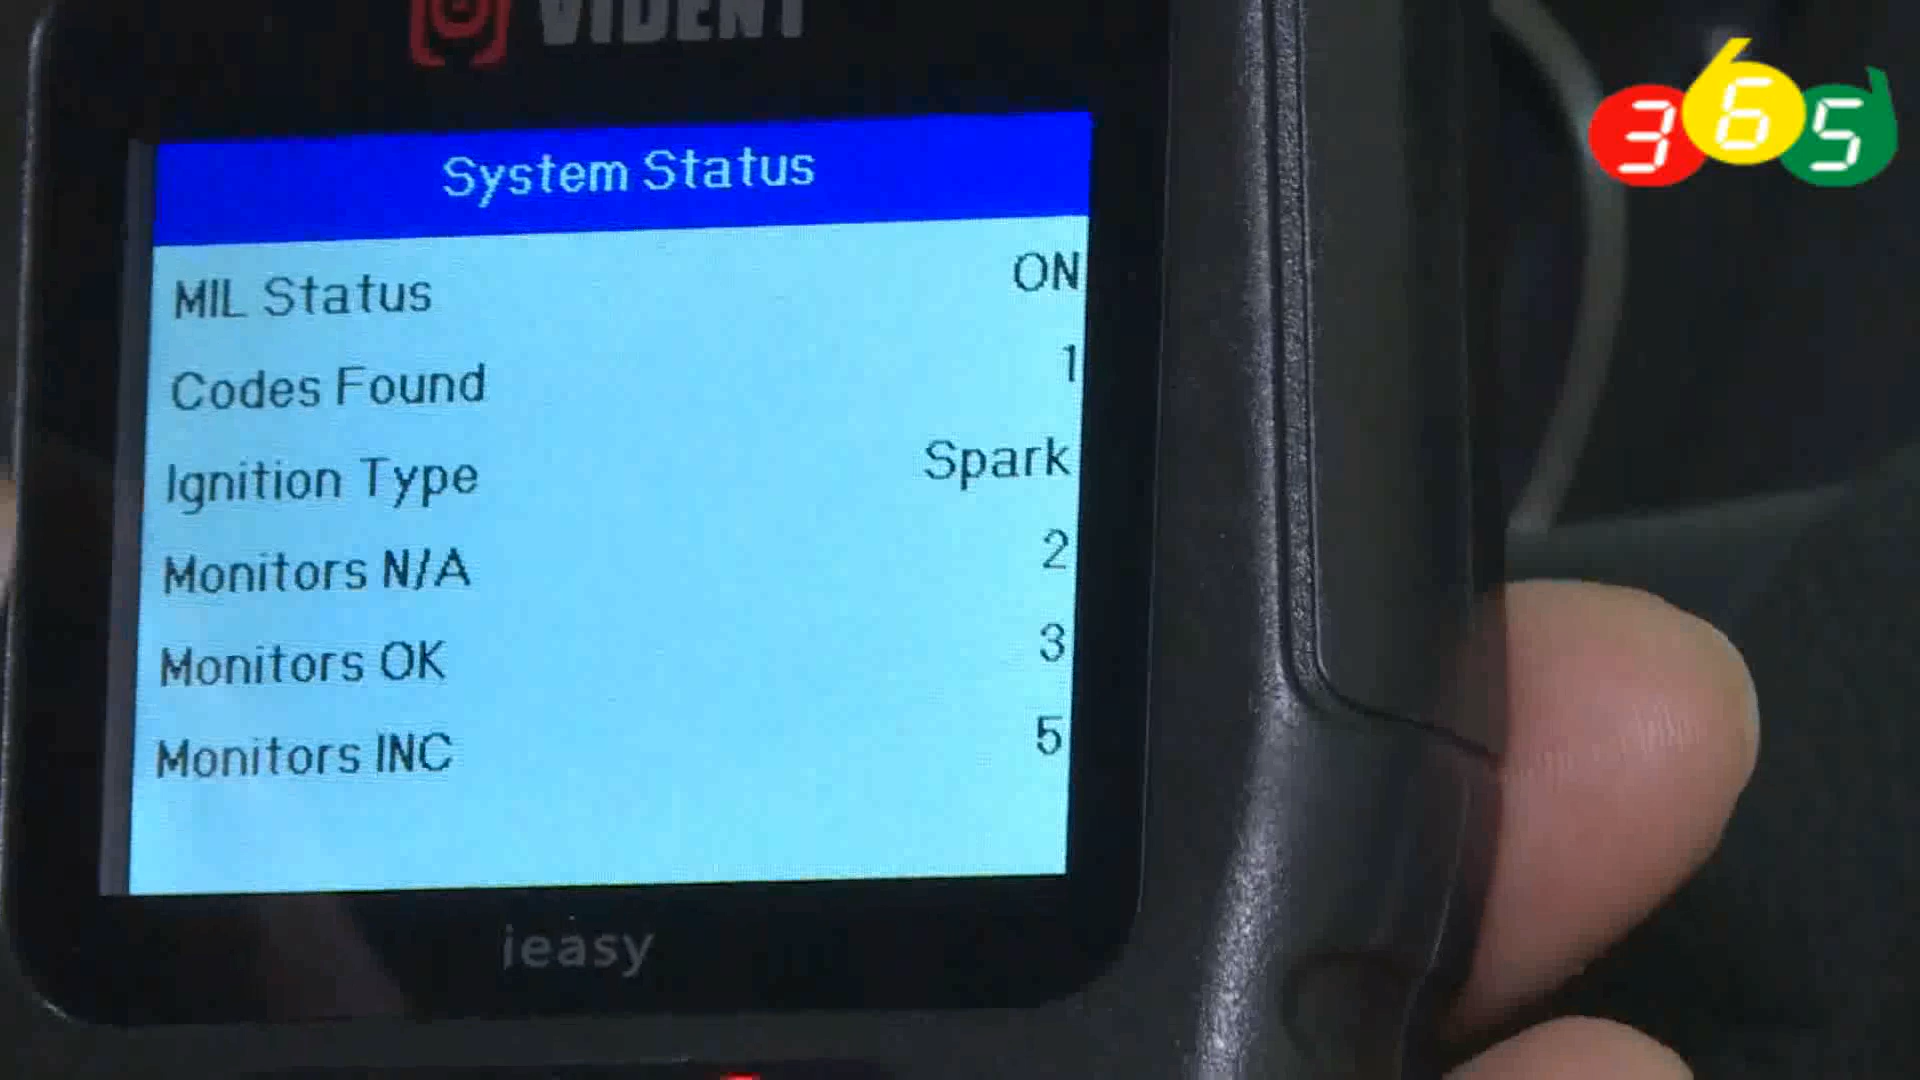 VIDENT
365
System Status
MIL Status ON
Codes Found 1
Ignition Type Spark
Monitors N/A 2
Monitors OK 3
Monitors INC 5
ieasy